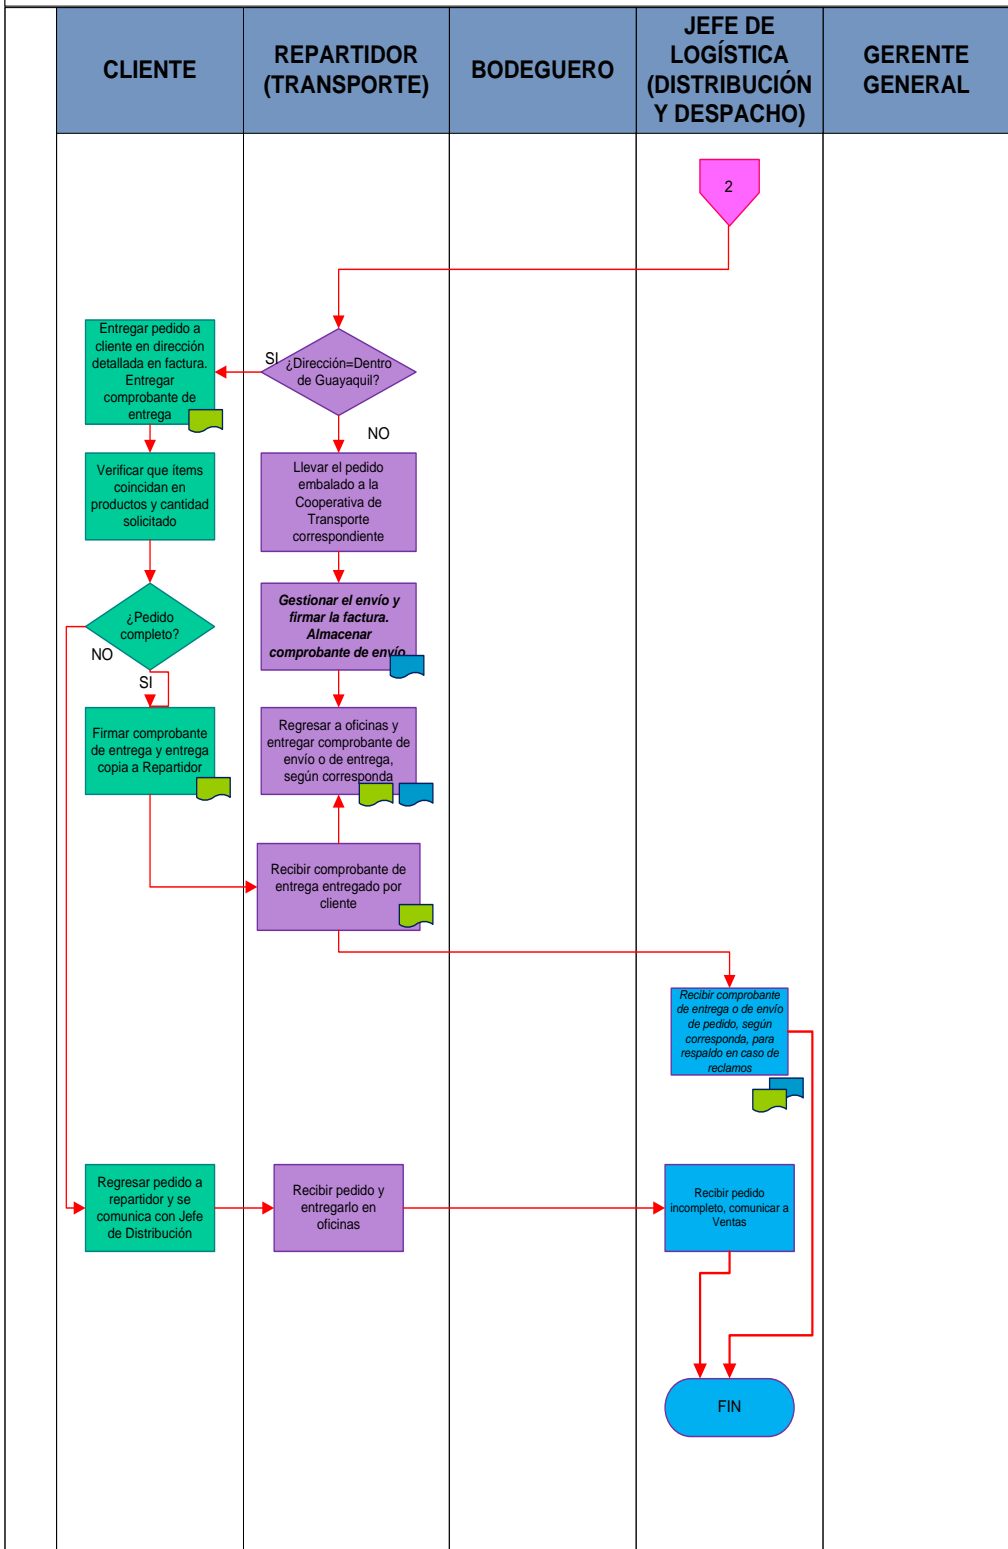 CLIENTE
REPARTIDOR
(TRANSPORTE)
BODEGUERO
JEFE DE
LOGÍSTICA
(DISTRIBUCIÓN
Y DESPACHO)
GERENTE
GENERAL
2
¿Dirección=Dentro
de Guayaquil?
SI
NO
Entregar pedido a
cliente en dirección
detallada en factura.
Entregar
comprobante de
entrega
Verificar que ítems
coincidan en
productos y cantidad
solicitado
Llevar el pedido
embalado a la
Cooperativa de
Transporte
correspondiente
¿Pedido
completo?
NO
SI
Gestionar el envío y
firmar la factura.
Almacenar
comprobante de envío
Firmar comprobante
de entrega y entrega
copia a Repartidor
Regresar a oficinas y
entregar comprobante de
envío o de entrega,
según corresponda
Recibir comprobante de
entrega entregado por
cliente
Recibir comprobante
de entrega o de envío
de pedido, según
corresponda, para
respaldo en caso de
reclamos
Regresar pedido a
repartidor y se
comunica con Jefe
de Distribución
Recibir pedido y
entregarlo en
oficinas
Recibir pedido
incompleto, comunicar a
Ventas
FIN